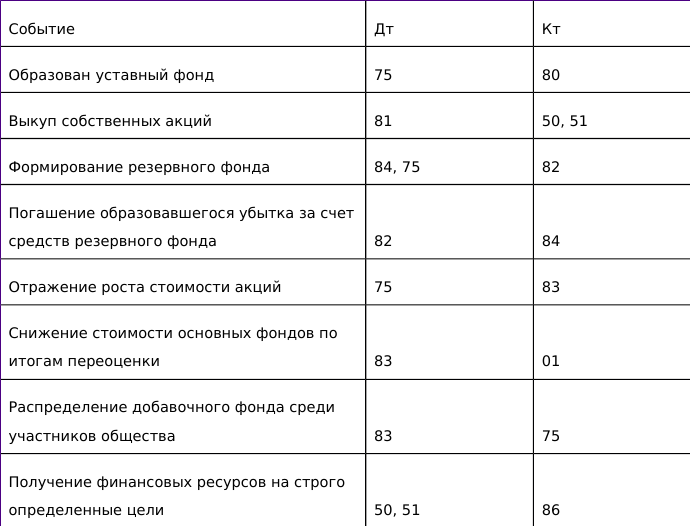 Событие Дт Кт
Образован уставный фонд 75 80
Выкуп собственных акций 81 50, 51
Формирование резервного фонда 84, 75 82
Погашение образовавшегося убытка за счет
средств резервного фонда 82 84
Отражение роста стоимости акций 75 83
Снижение стоимости основных фондов по
итогам переоценки 83 01
Распределение добавочного фонда среди
участников общества 83 75
Получение финансовых ресурсов на строго
определенные цели 50, 51 86